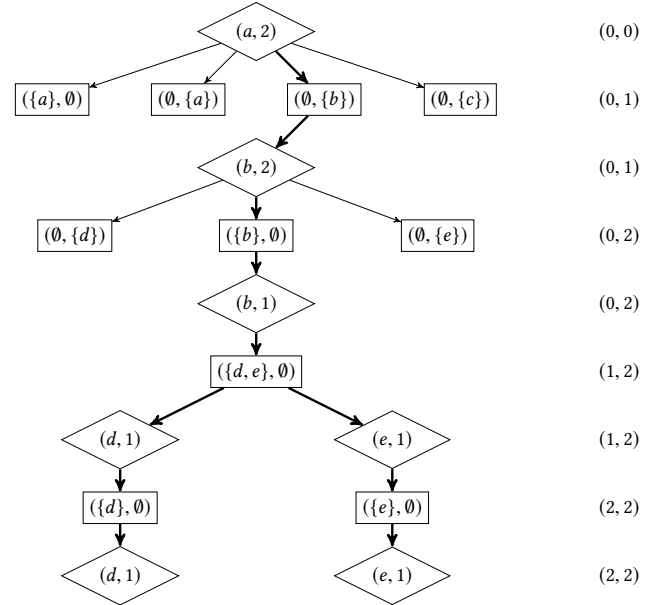 (a, 2) (0, 0)
({a}, ∅) (∅, {a}) (∅, {b}) (∅, {c}) (0, 1)
(b, 2) (0, 1)
(∅, {d}) ({b}, ∅) (∅, {e}) (0, 2)
(b, 1) (0, 2)
({d, e}, ∅) (1, 2)
(d, 1) (e, 1) (1, 2)
({d}, ∅) ({e}, ∅) (2, 2)
(d, 1) (e, 1) (2, 2)